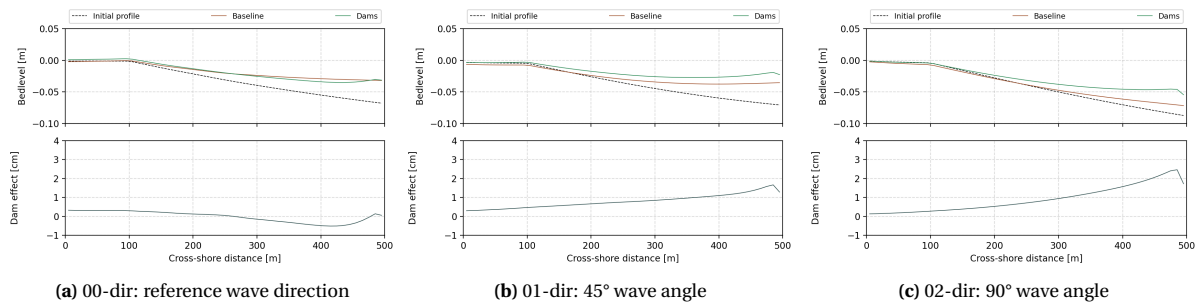 Initial profile Baseline Dams
0.05
0.00
−0.05
−0.10
Bedlevel [m]
4
3
2
1
0
−1
Dam effect [cm]
0 100 200 300 400 500
Cross-shore distance [m]
(a) 00-dir: reference wave direction
Initial profile Baseline Dams
0.05
0.00
−0.05
−0.10
Bedlevel [m]
4
3
2
1
0
−1
Dam effect [cm]
0 100 200 300 400 500
Cross-shore distance [m]
(b) 01-dir: 45° wave angle
Initial profile Baseline Dams
0.05
0.00
−0.05
−0.10
Bedlevel [m]
4
3
2
1
0
−1
Dam effect [cm]
0 100 200 300 400 500
Cross-shore distance [m]
(c) 02-dir: 90° wave angle